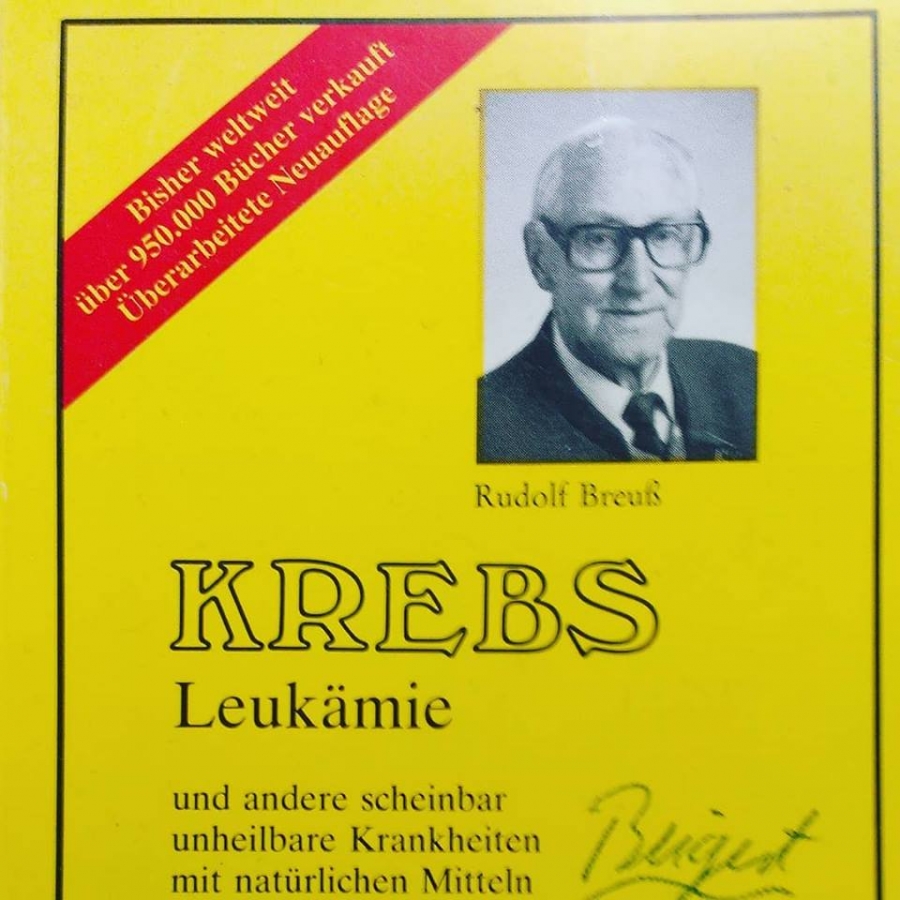 Bisher weltweit
über 950.000 Bücher verkauft
Überarbeitete Neuauflage
Rudolf Breuß
KREBS
Leukämie
und andere scheinbar
unheilbare Krankheiten
mit natürlichen Mitteln